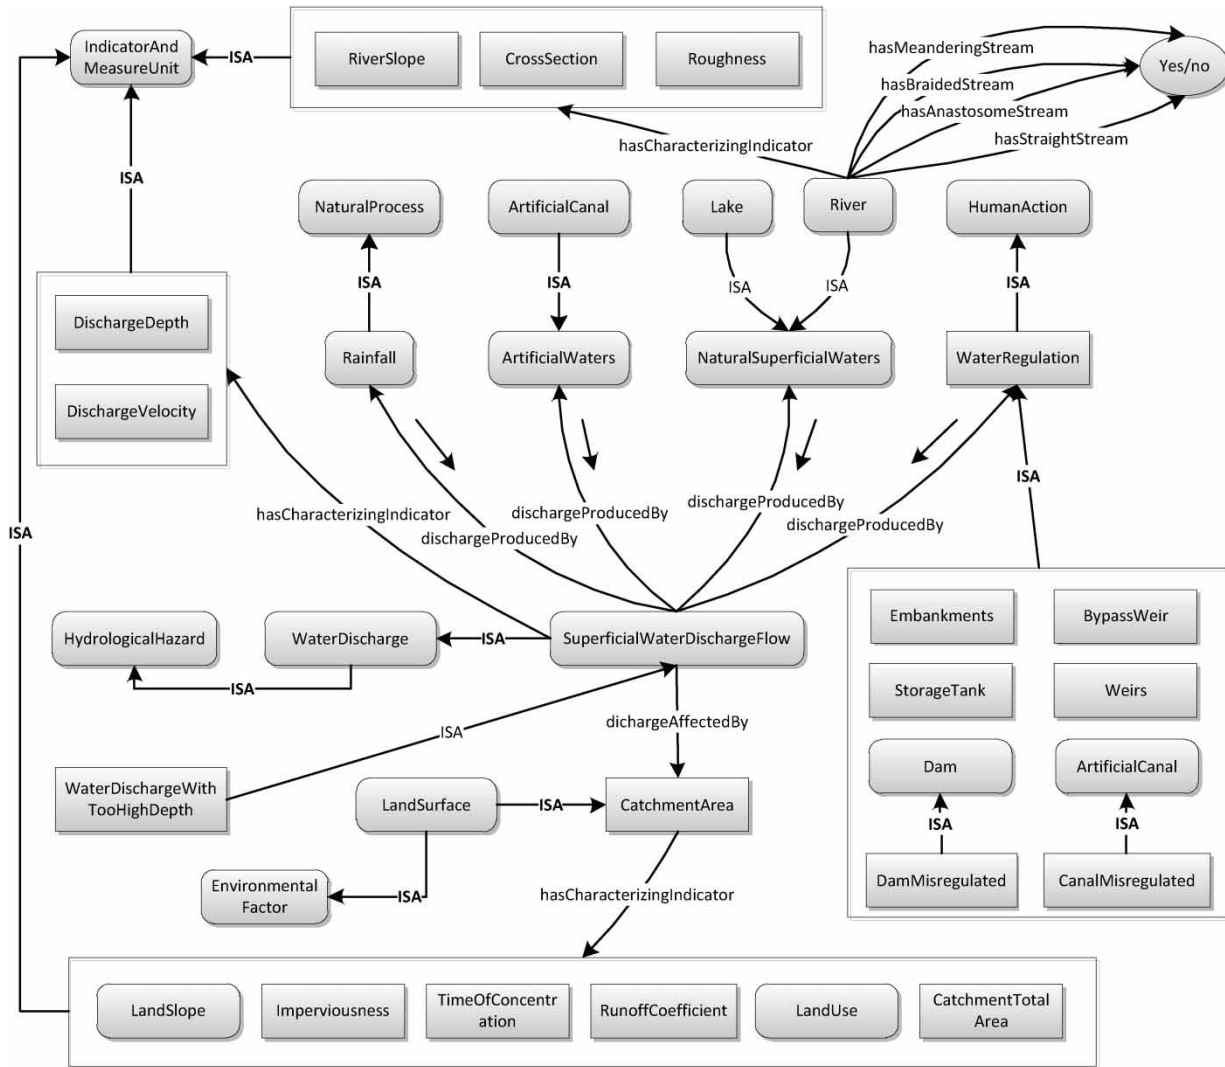 IndicatorAnd
MeasureUnit
ISA
RiverSlope
CrossSection
Roughness
hasMeanderingStream
Yes/no
hasBraidedStream
hasAnastosomeStream
hasStraightStream
hasCharacterizingIndicator
ISA
NaturalProcess
ArtificialCanal
Lake
River
HumanAction
ISA
ISA
ISA
ISA
ISA
DischargeDepth
Rainfall
ArtificialWaters
NaturalSuperficialWaters
WaterRegulation
DischargeVelocity
ISA
hasCharacterizingIndicator
dischargeProducedBy
dischargeProducedBy
dischargeProducedBy
dischargeProducedBy
ISA
Embankments
BypassWeir
HydrologicalHazard
WaterDischarge
ISA
SuperficialWaterDischargeFlow
ISA
StorageTank
Weirs
dichargeAffectedBy
ISA
Dam
ArtificialCanal
WaterDischargeWith
TooHighDepth
LandSurface
ISA
CatchmentArea
ISA
ISA
DamMisregulated
CanalMisregulated
Environmental
Factor
ISA
hasCharacterizingIndicator
LandSlope
Imperviousness
TimeOfConcentr
ation
RunoffCoefficient
LandUse
CatchmentTotal
Area